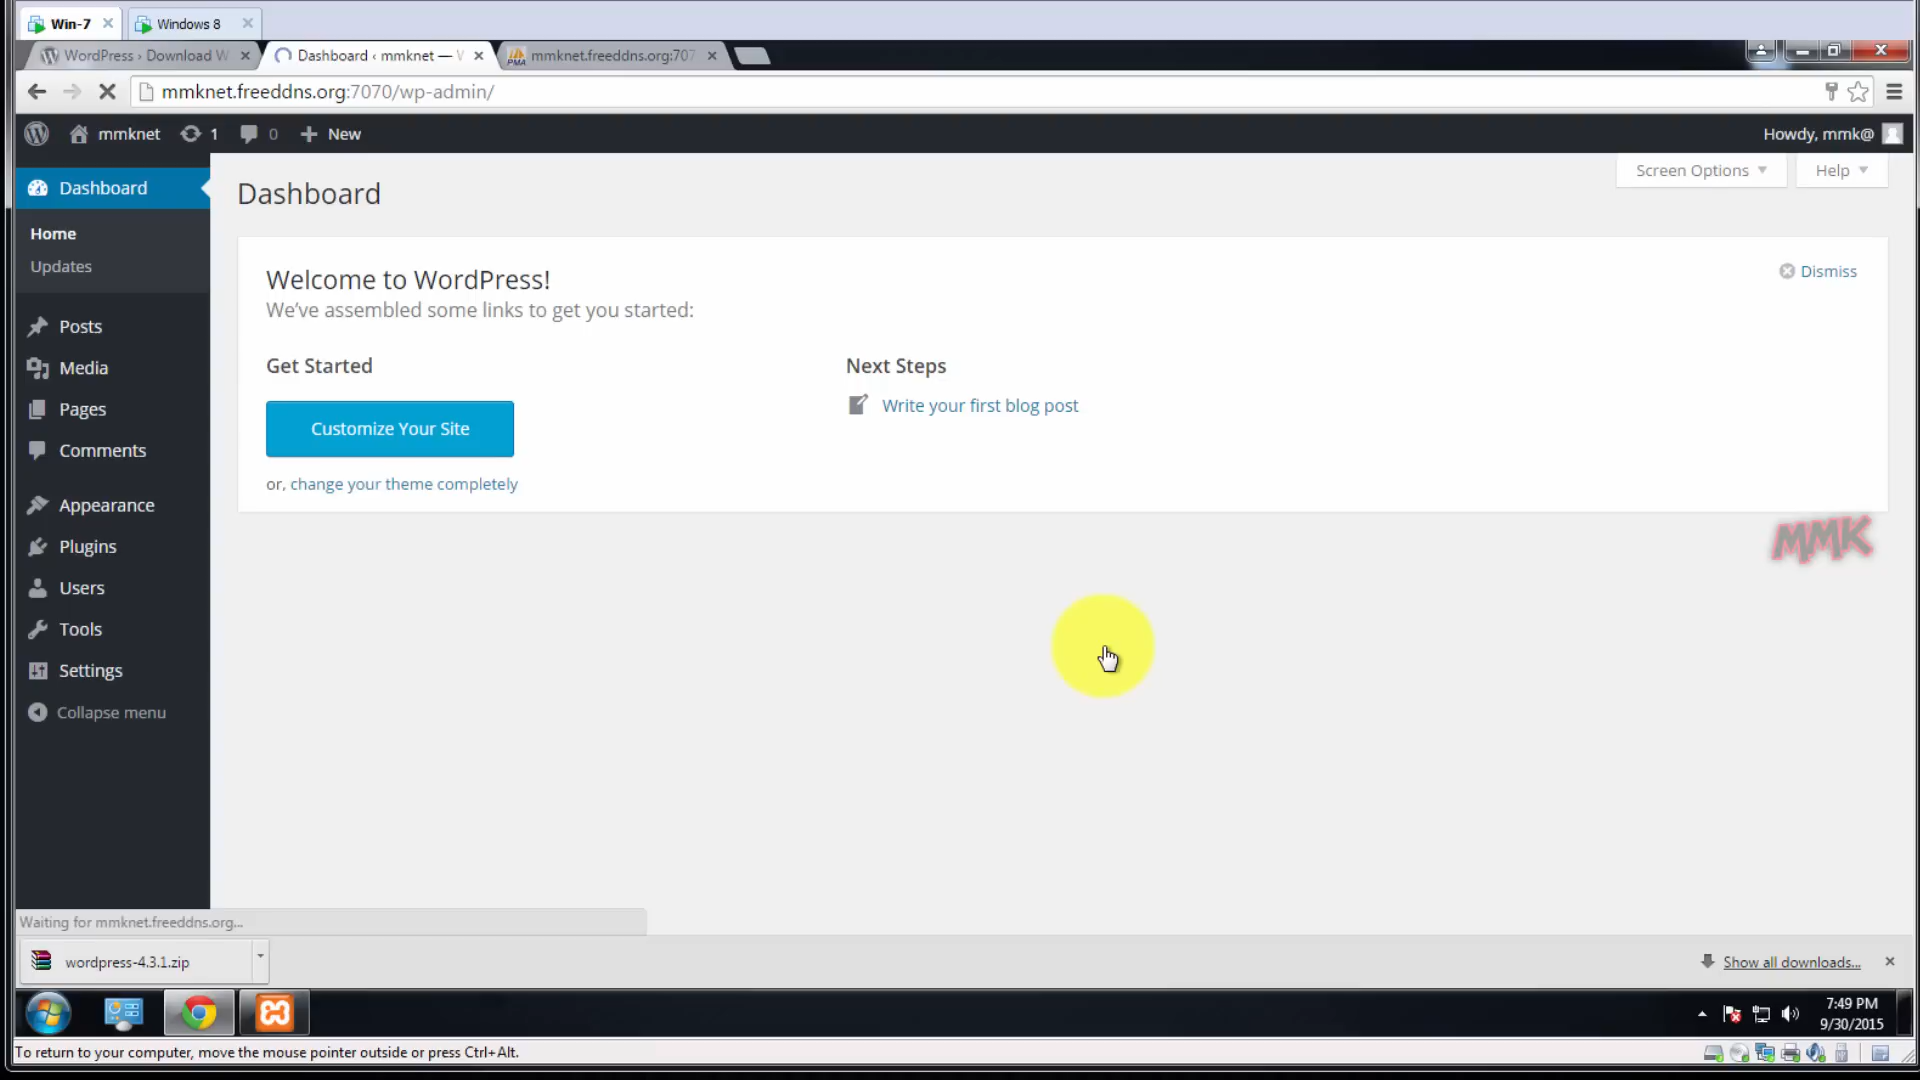 Win-7
Windows 8
WordPress › Download W
Dashboard ‹ mmknet —
mmknet.freeddns.org:707
mmknet.freeddns.org:7070/wp-admin/
mmknet
1
0
New
Howdy, mmk@
Dashboard
Home
Updates
Posts
Media
Pages
Comments
Appearance
Plugins
Users
Tools
Settings
Collapse menu
Screen Options
Help
Dashboard
Welcome to WordPress!
Dismiss
We've assembled some links to get you started:
Get Started
Next Steps
Customize Your Site
Write your first blog post
or, change your theme completely
MMK
Waiting for mmknet.freeddns.org...
wordpress-4.3.1.zip
Show all downloads...
7:49 PM
9/30/2015
To return to your computer, move the mouse pointer outside or press Ctrl+Alt.